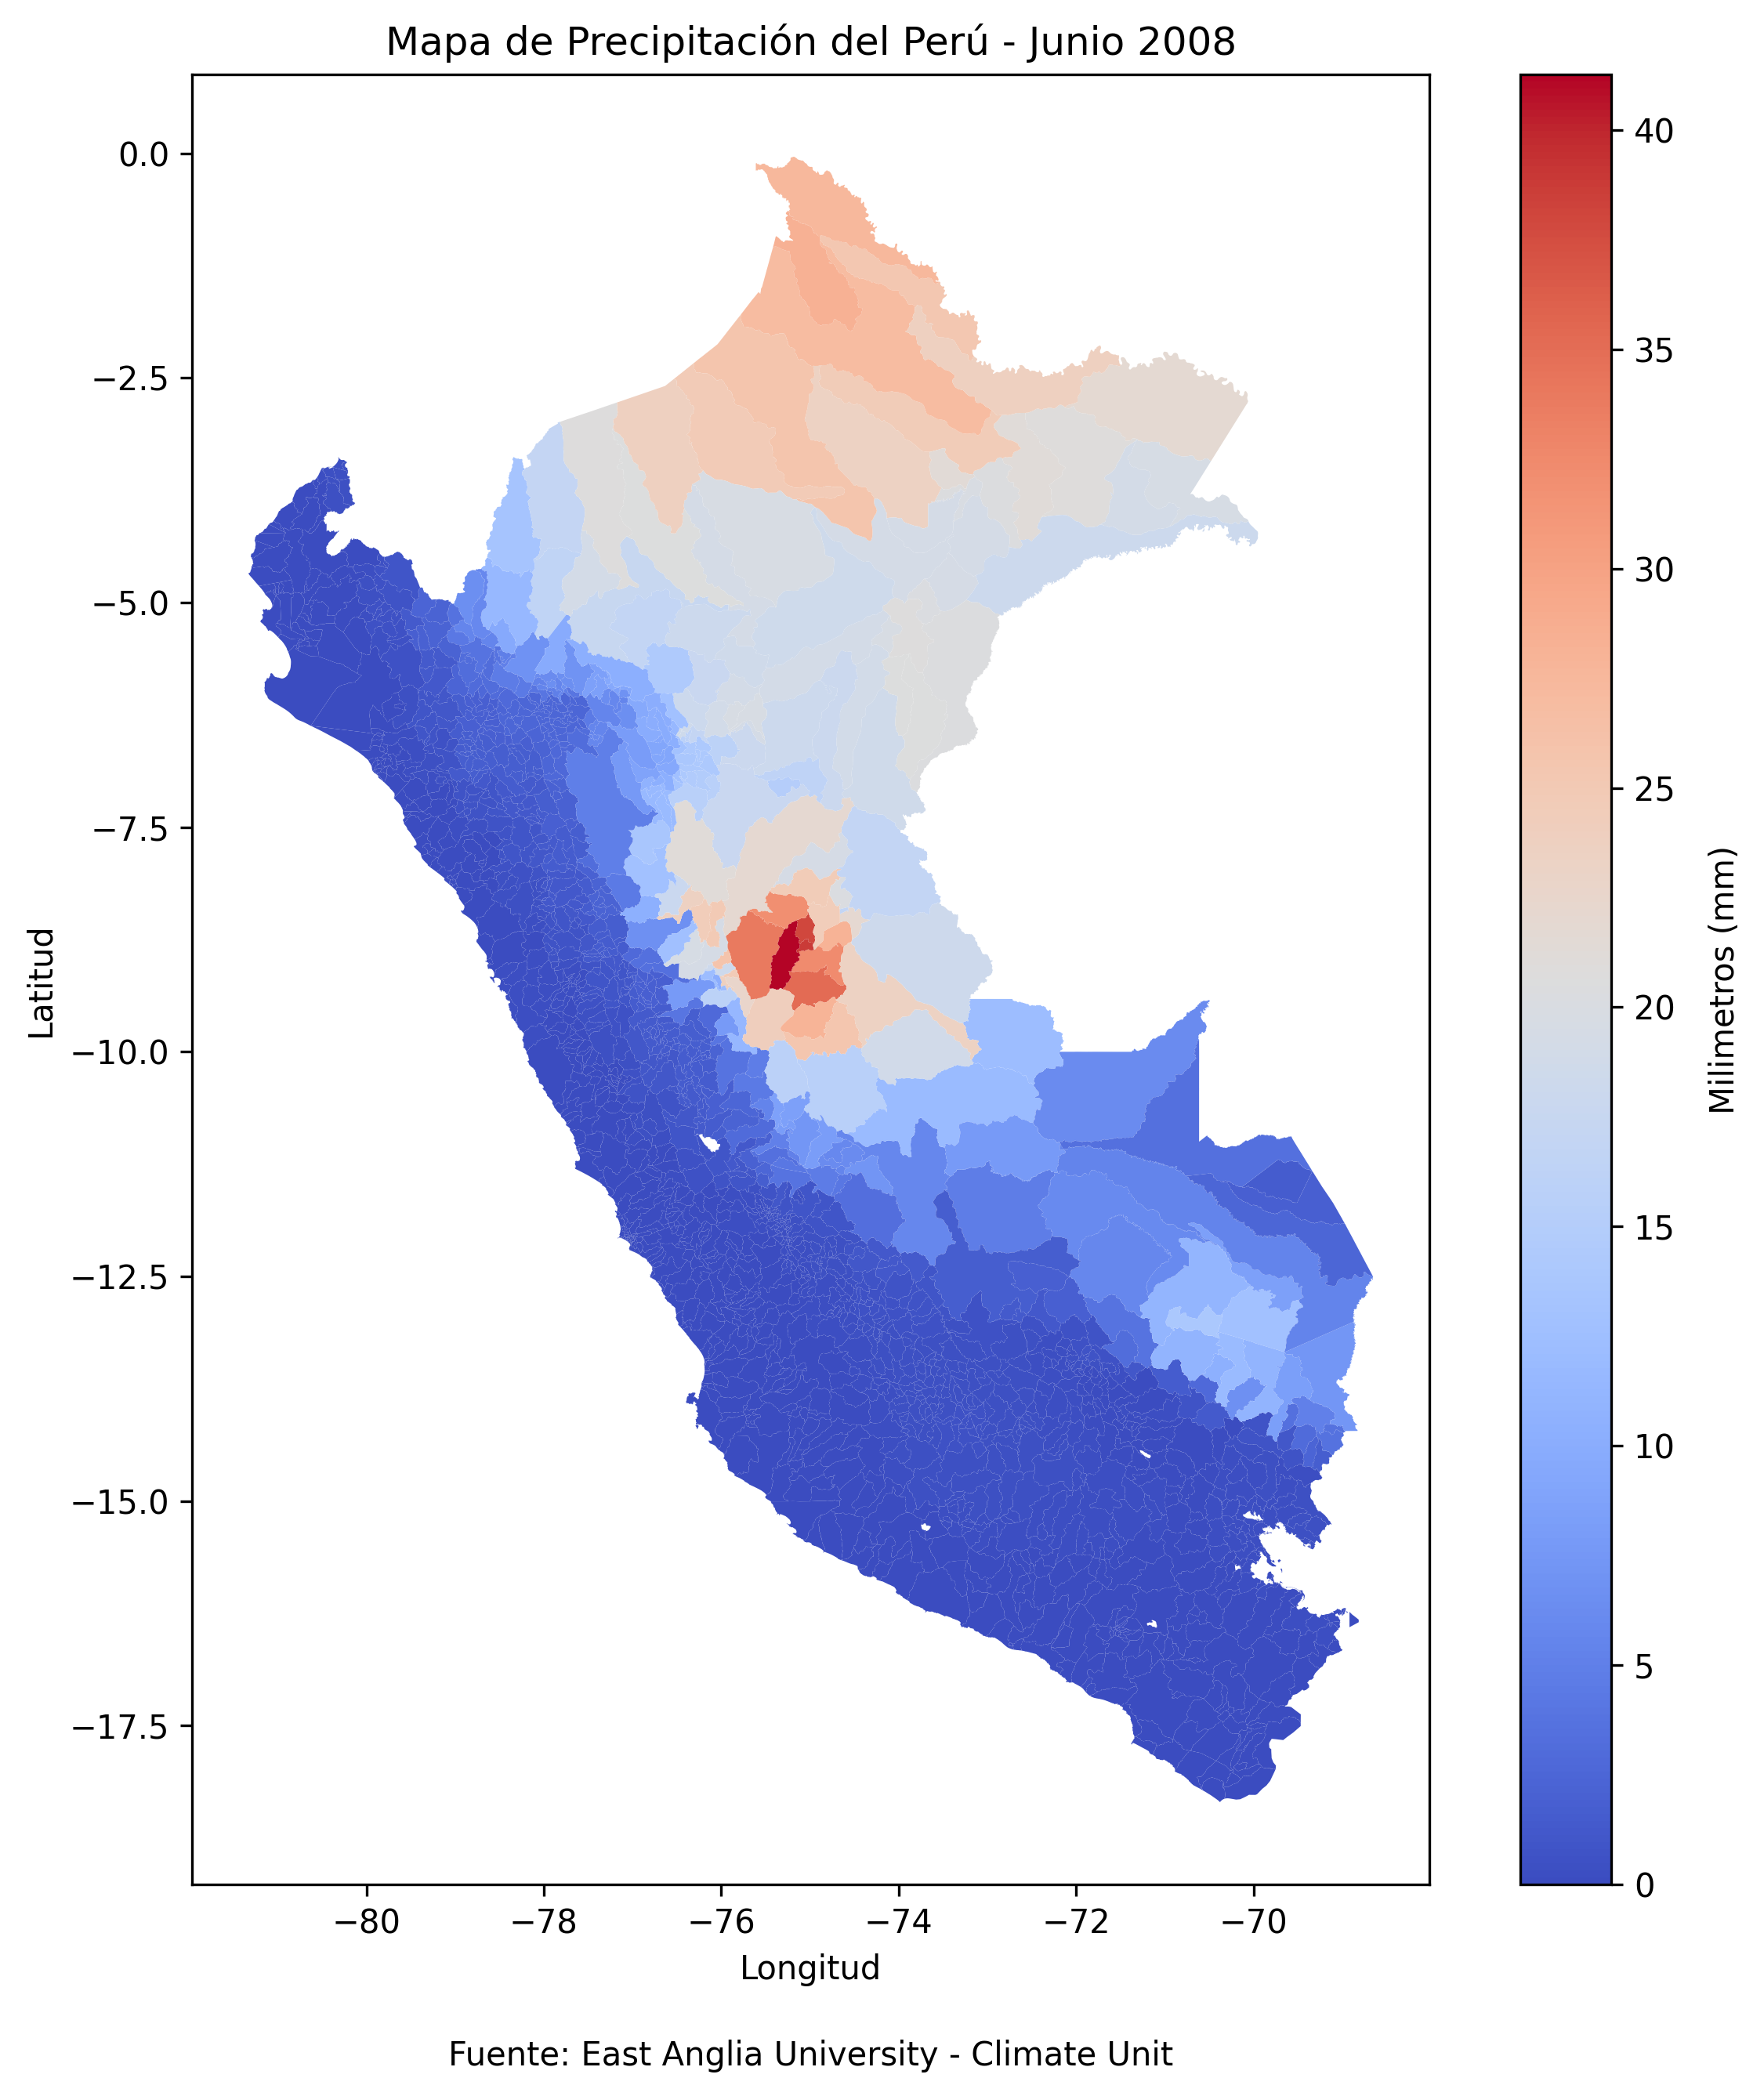 Mapa de Precipitación del Perú - Junio 2008
0.0
−2.5
−5.0
−7.5
−10.0
−12.5
−15.0
−17.5
Latitud
−80 −78 −76 −74 −72 −70
Longitud
40
35
30
25
20
15
10
5
0
Milimetros (mm)
Fuente: East Anglia University - Climate Unit